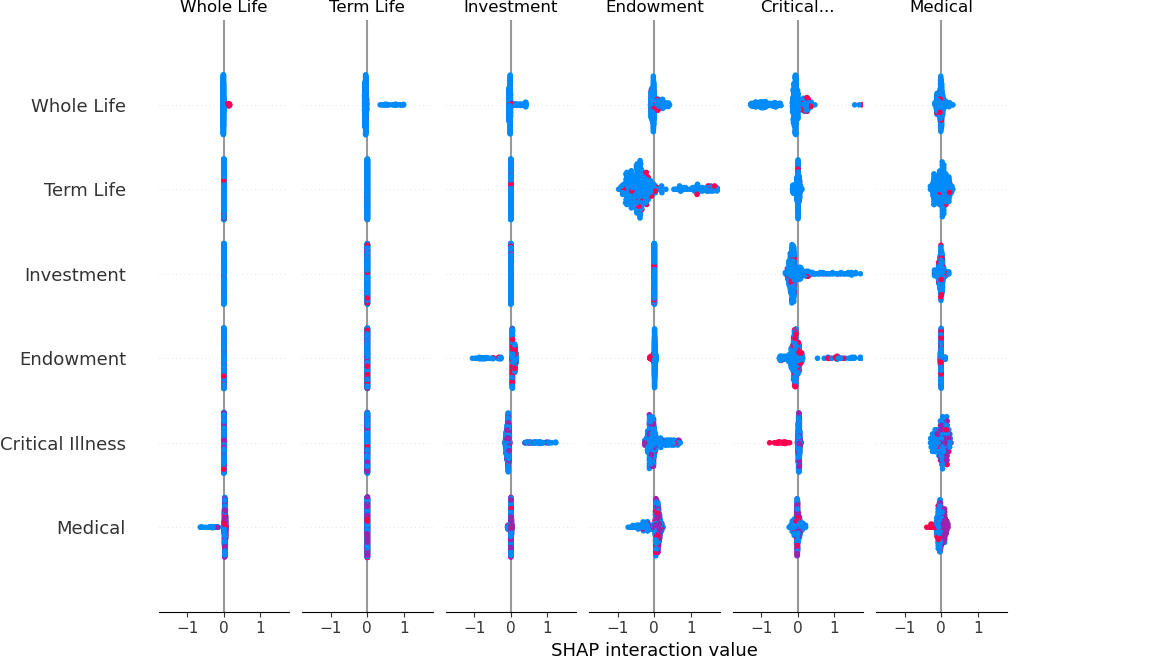 Whole Life Term Life Investment Endowment Critical... Medical
Whole Life
Term Life
Investment
Endowment
Critical Illness
Medical
−1 0 1 −1 0 1 −1 0 1 −1 0 1 −1 0 1 −1 0 1
SHAP interaction value